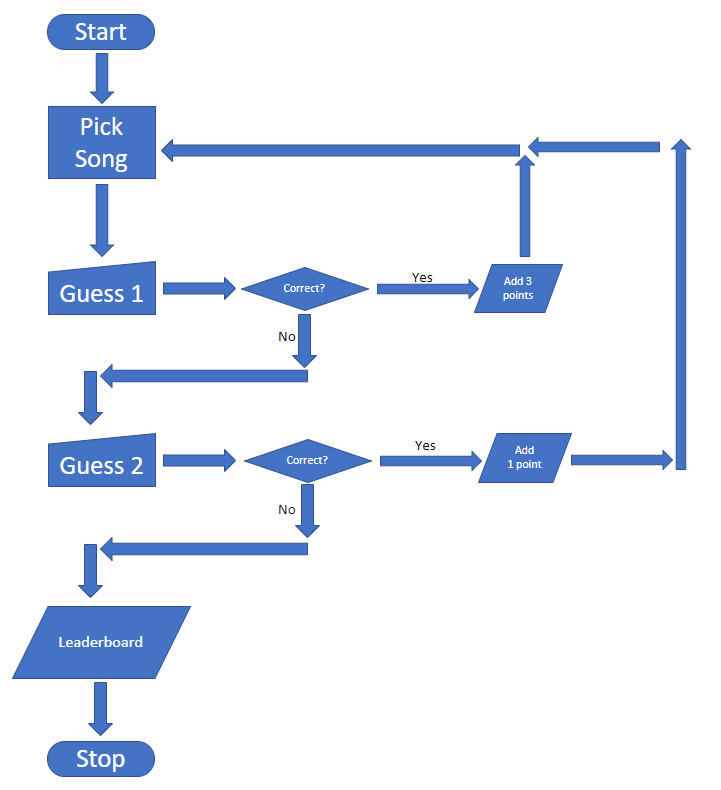 Start
Pick
Song
Guess 1
Correct?
Yes
Add 3
points
No
Guess 2
Correct?
Yes
Add
1 point
No
Leaderboard
Stop